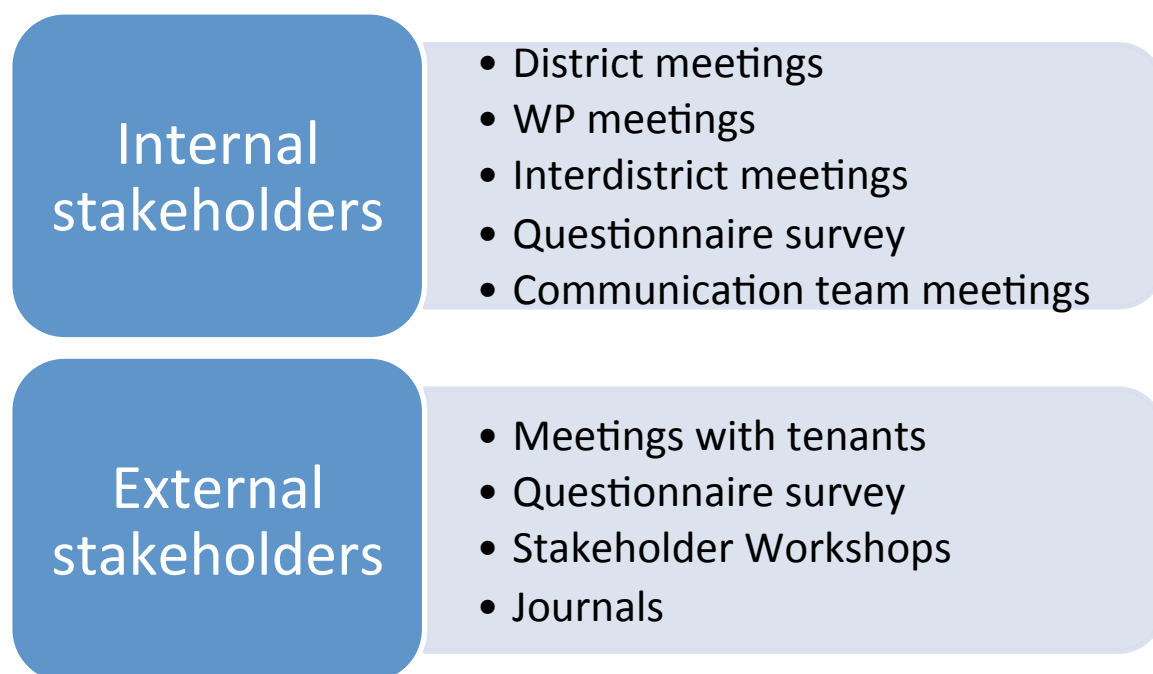 Internal
stakeholders
• District meetings
• WP meetings
• Interdistrict meetings
• Questionnaire survey
• Communication team meetings
External
stakeholders
• Meetings with tenants
• Questionnaire survey
• Stakeholder Workshops
• Journals